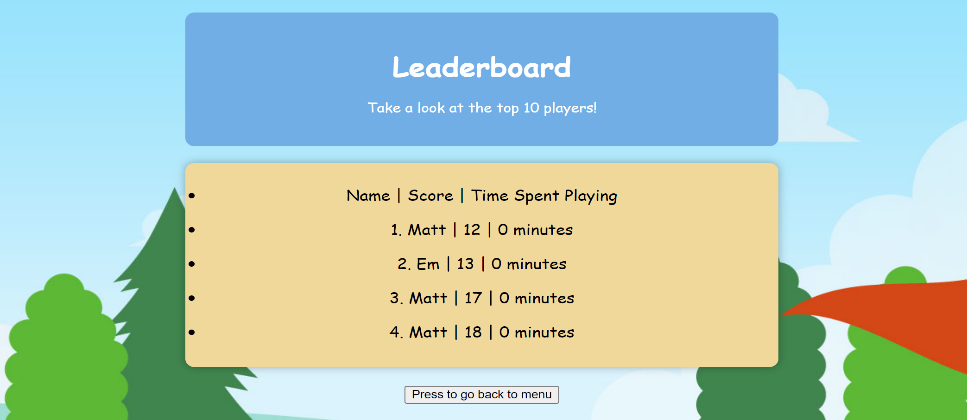 Leaderboard
Take a look at the top 10 players!
Name | Score | Time Spent Playing
1. Matt | 12 | 0 minutes
2. Em | 13 | 0 minutes
3. Matt | 17 | 0 minutes
4. Matt | 18 | 0 minutes
Press to go back to menu